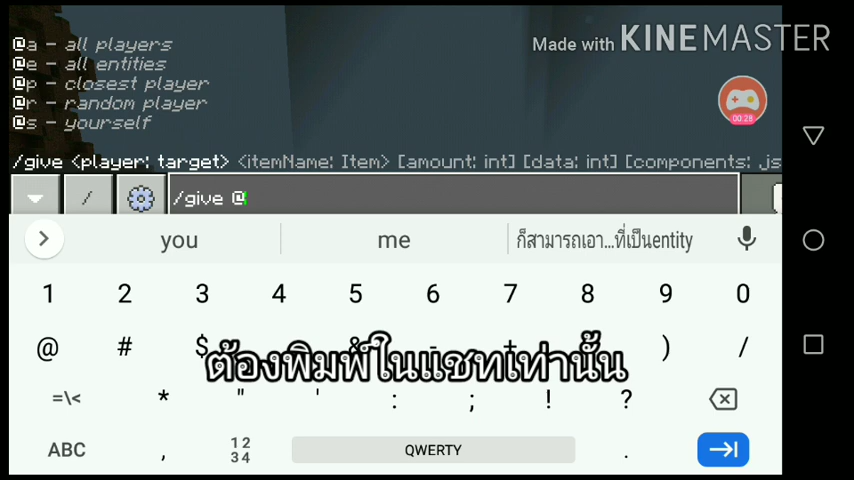 Made with KINEMASTER
@a - all players
@e - all entities
@p - closest player
@r - random player
@s - yourself
00:28
/give <player: target> <itemName: Item> [amount: int] [data: int] [components: js
/ /give @
you me ก็สามารถเอา...ที่เป็นentity
1 2 3 4 5 6 7 8 9 0
@ # $ & - + ) /
ต้องพิมพ์ในแชทเท่านั้น
=\< * " ' : ; ! ?
ABC , 12 34 QWERTY .